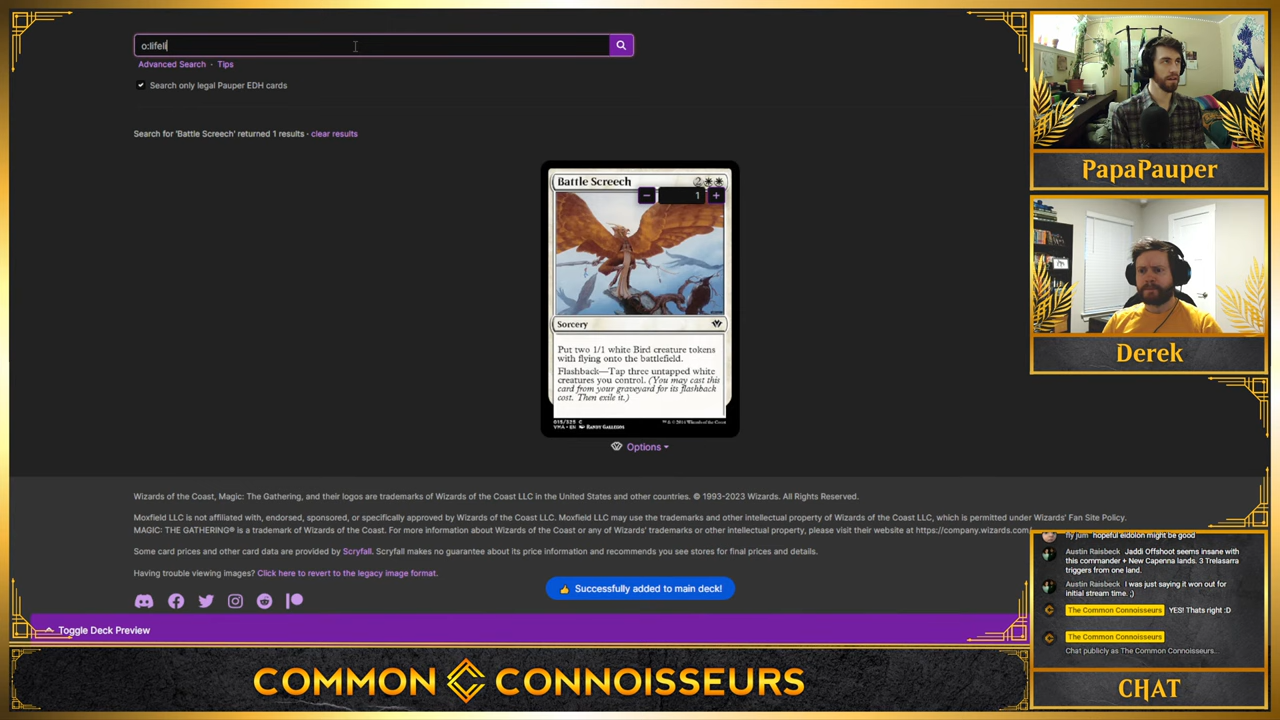 o:lifeli
Advanced Search · Tips
Search only legal Pauper EDH cards
Search for 'Battle Screech' returned 1 results · clear results
Battle Screech 2
1
Sorcery
Put two 1/1 white Bird creature tokens
with flying onto the battlefield.
Flashback—Tap three untapped white
creatures you control. (You may cast this
card from your graveyard for its flashback
cost. Then exile it.)
Options
Wizards of the Coast, Magic: The Gathering, and their logos are trademarks of Wizards of the Coast LLC in the United States and other countries. © 1993-2023 Wizards. All Rights Reserved.
Moxfield LLC is not affiliated with, endorsed, sponsored, or specifically approved by Wizards of the Coast LLC. Moxfield LLC may use the trademarks and other intellectual property of Wizards of the Coast LLC, which is permitted under Wizards' Fan Site Policy.
MAGIC: THE GATHERING® is a trademark of Wizards of the Coast. For more information about Wizards of the Coast or any of Wizards' trademarks or other intellectual property, please visit their website at https://company.wizards.com/
Some card prices and other card data are provided by Scryfall. Scryfall makes no guarantee about its price information and recommends you see stores for final prices and details.
Having trouble viewing images? Click here to revert to the legacy image format.
Successfully added to main deck!
Toggle Deck Preview
COMMON CONNOISSEURS
PapaPauper
Derek
hopeful eidolon might be good
Austin Raisbeck Jaddi Offshoot seems insane with
this commander + New Capenna lands. 3 Trelasarra
triggers from one land.
Austin Raisbeck I was just saying it won out for
initial stream time. ;)
The Common Connoisseurs YES! Thats right :D
The Common Connoisseurs
Chat publicly as The Common Connoisseurs...
CHAT